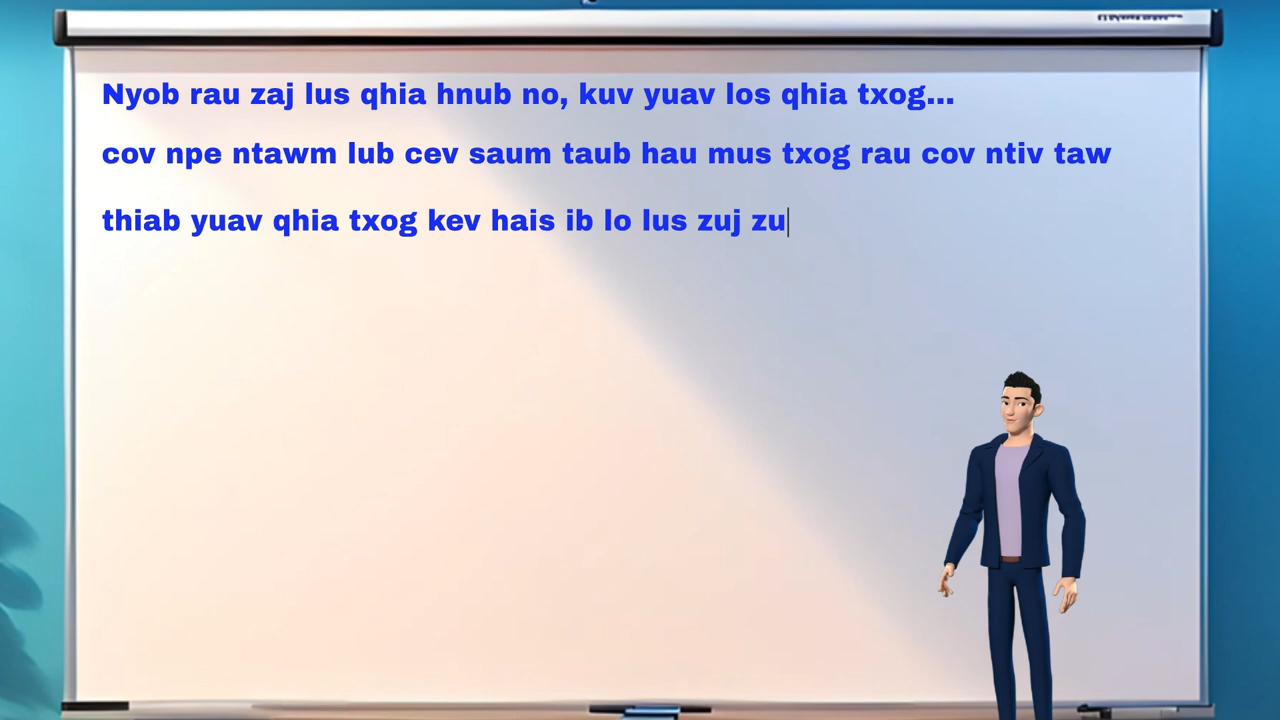 Nyob rau zaj lus qhia hnub no, kuv yuav los qhia txog...
cov npe ntawm lub cev saum taub hau mus txog rau cov ntiv taw
thiab yuav qhia txog kev hais ib lo lus zuj zu